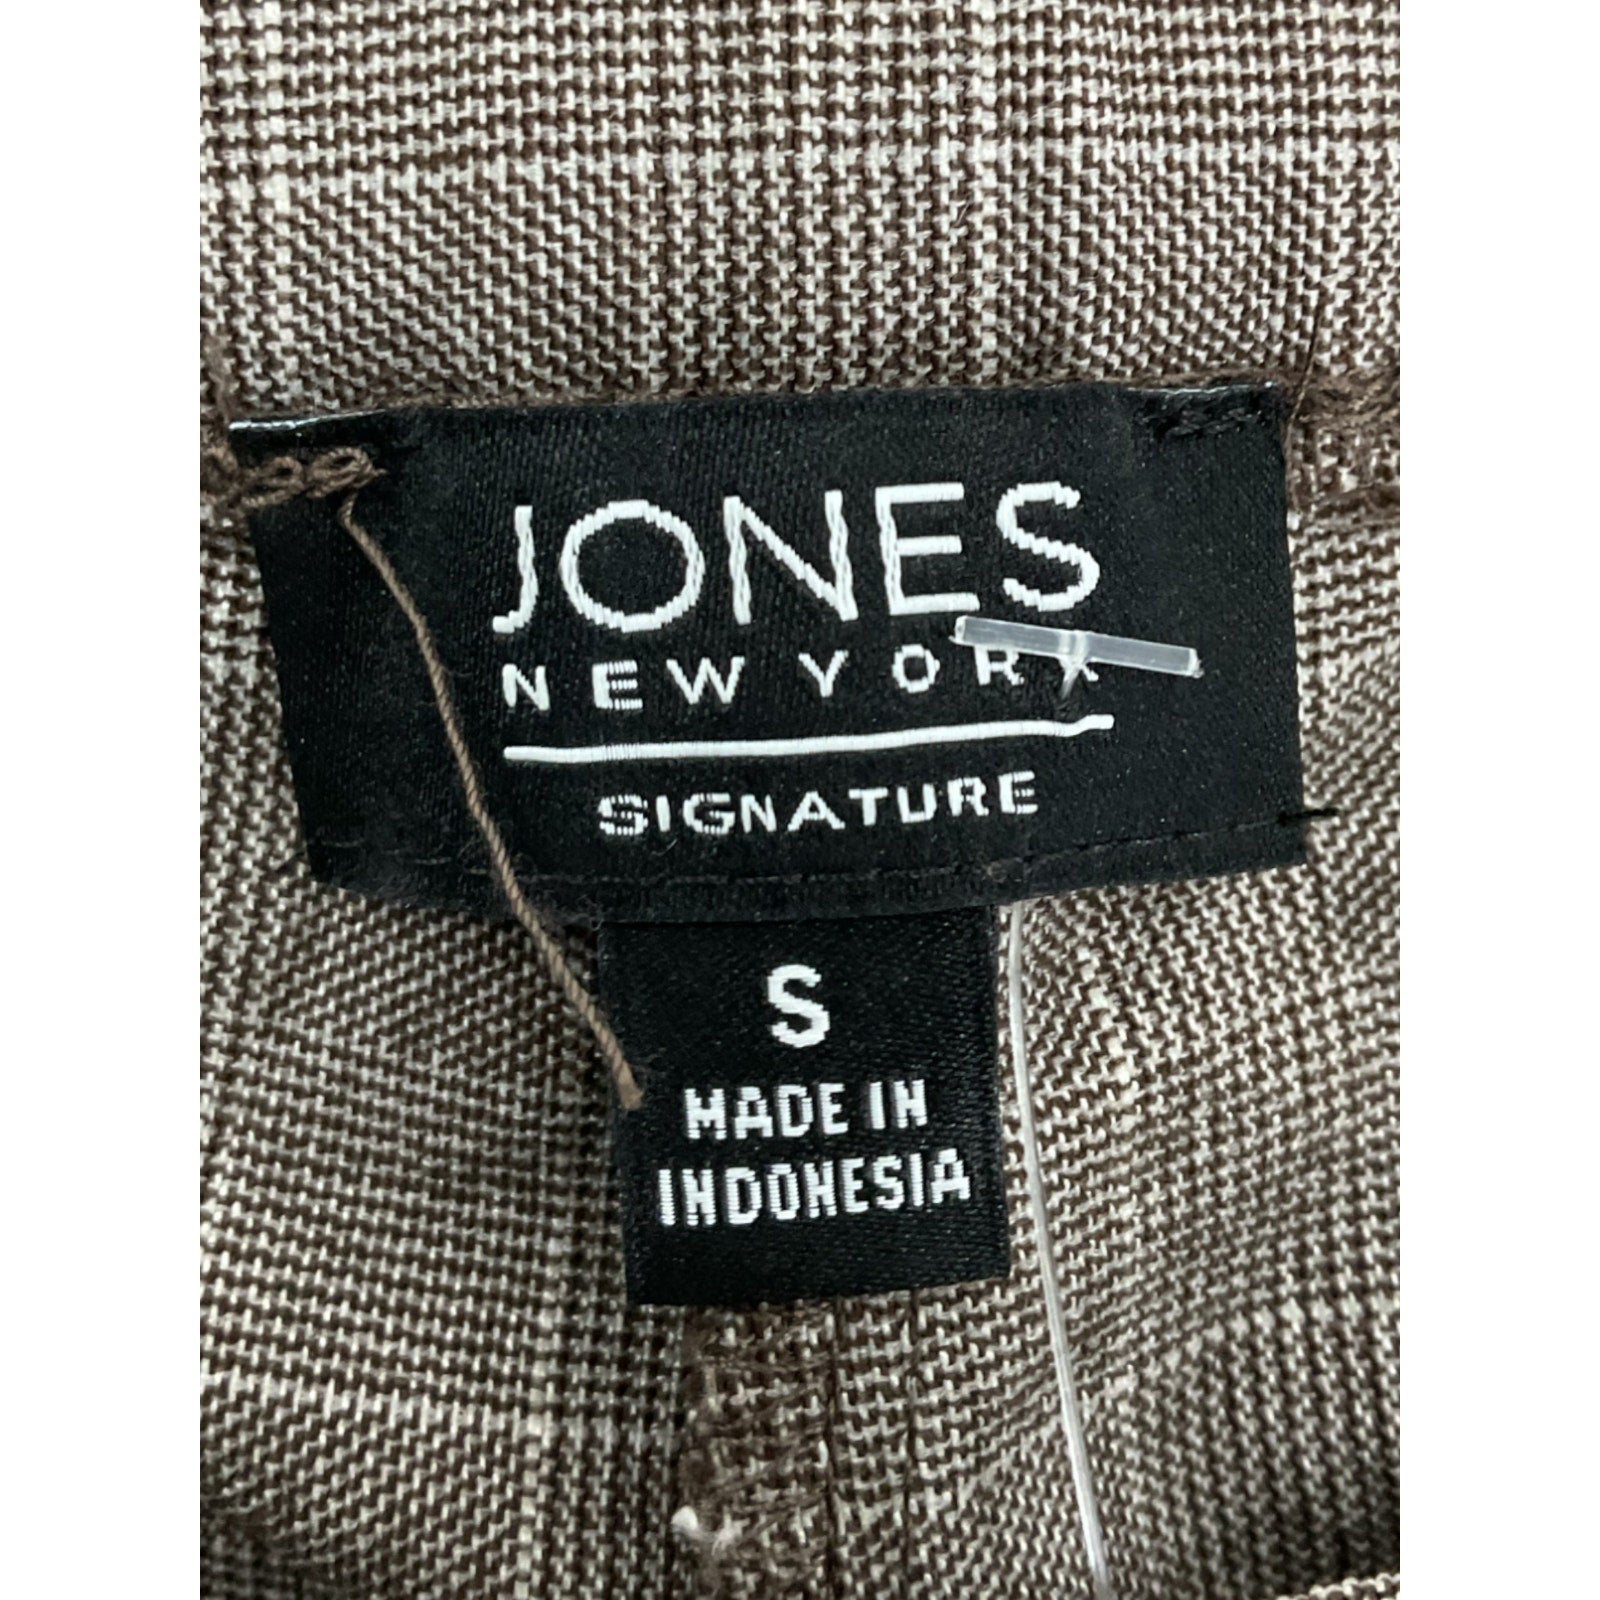 JONES
NEW YORK
SIGNATURE
S
MADE IN
INDONESIA